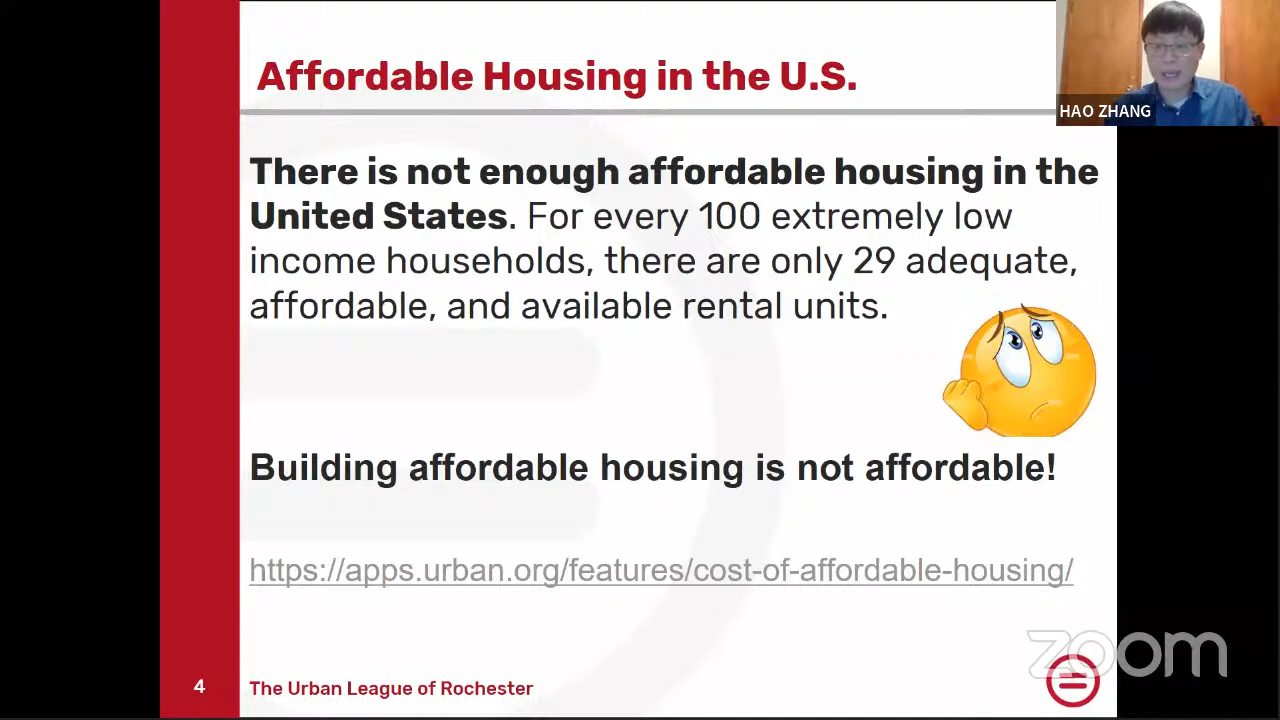 Affordable Housing in the U.S.
HAO ZHANG
There is not enough affordable housing in the
United States. For every 100 extremely low
income households, there are only 29 adequate,
affordable, and available rental units.
Building affordable housing is not affordable!
https://apps.urban.org/features/cost-of-affordable-housing/
zoom
4
The Urban League of Rochester